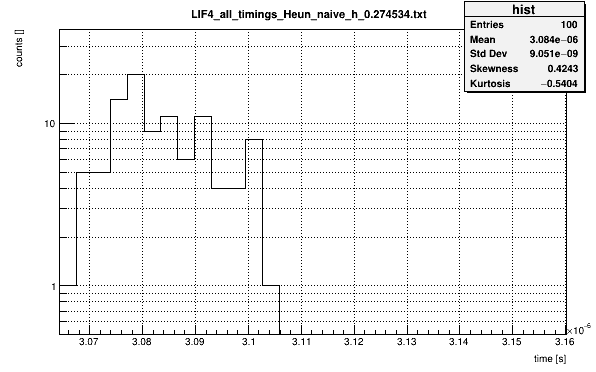 LIF4_all_timings_Heun_naive_h_0.274534.txt
hist
Entries 100
Mean 3.084e−06
Std Dev 9.051e−09
Skewness 0.4243
Kurtosis −0.5404
counts []
10
1
3.07 3.08 3.09 3.1 3.11 3.12 3.13 3.14 3.15 3.16
×10−6
time [s]